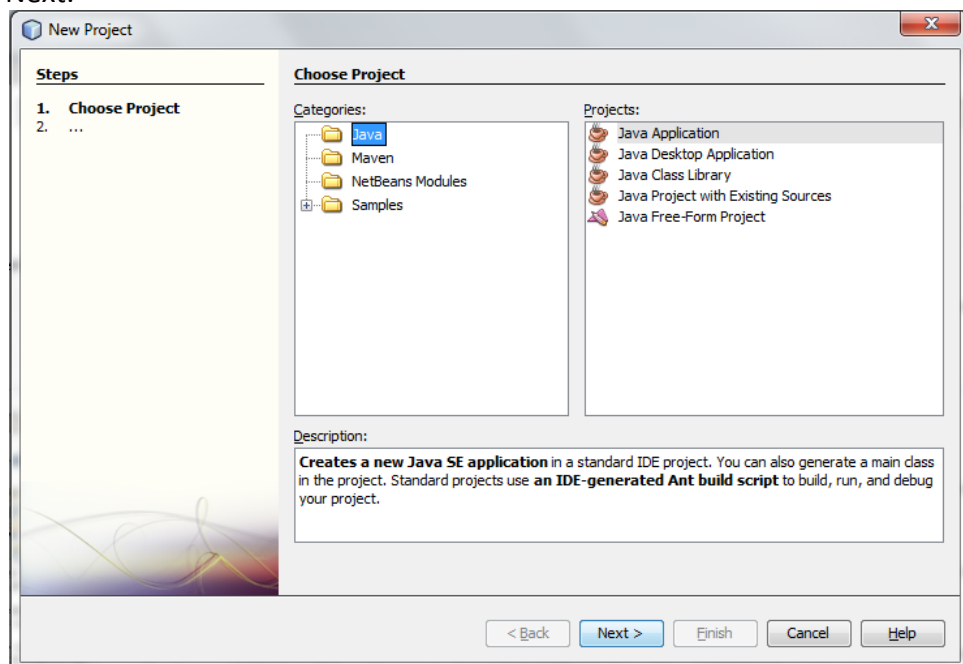 Next.
New Project
Steps
1. Choose Project
2. ...
Choose Project
Categories:
Java
Maven
NetBeans Modules
Samples
Projects:
Java Application
Java Desktop Application
Java Class Library
Java Project with Existing Sources
Java Free-Form Project
Description:
Creates a new Java SE application in a standard IDE project. You can also generate a main class
in the project. Standard projects use an IDE-generated Ant build script to build, run, and debug
your project.
< Back
Next >
Finish
Cancel
Help